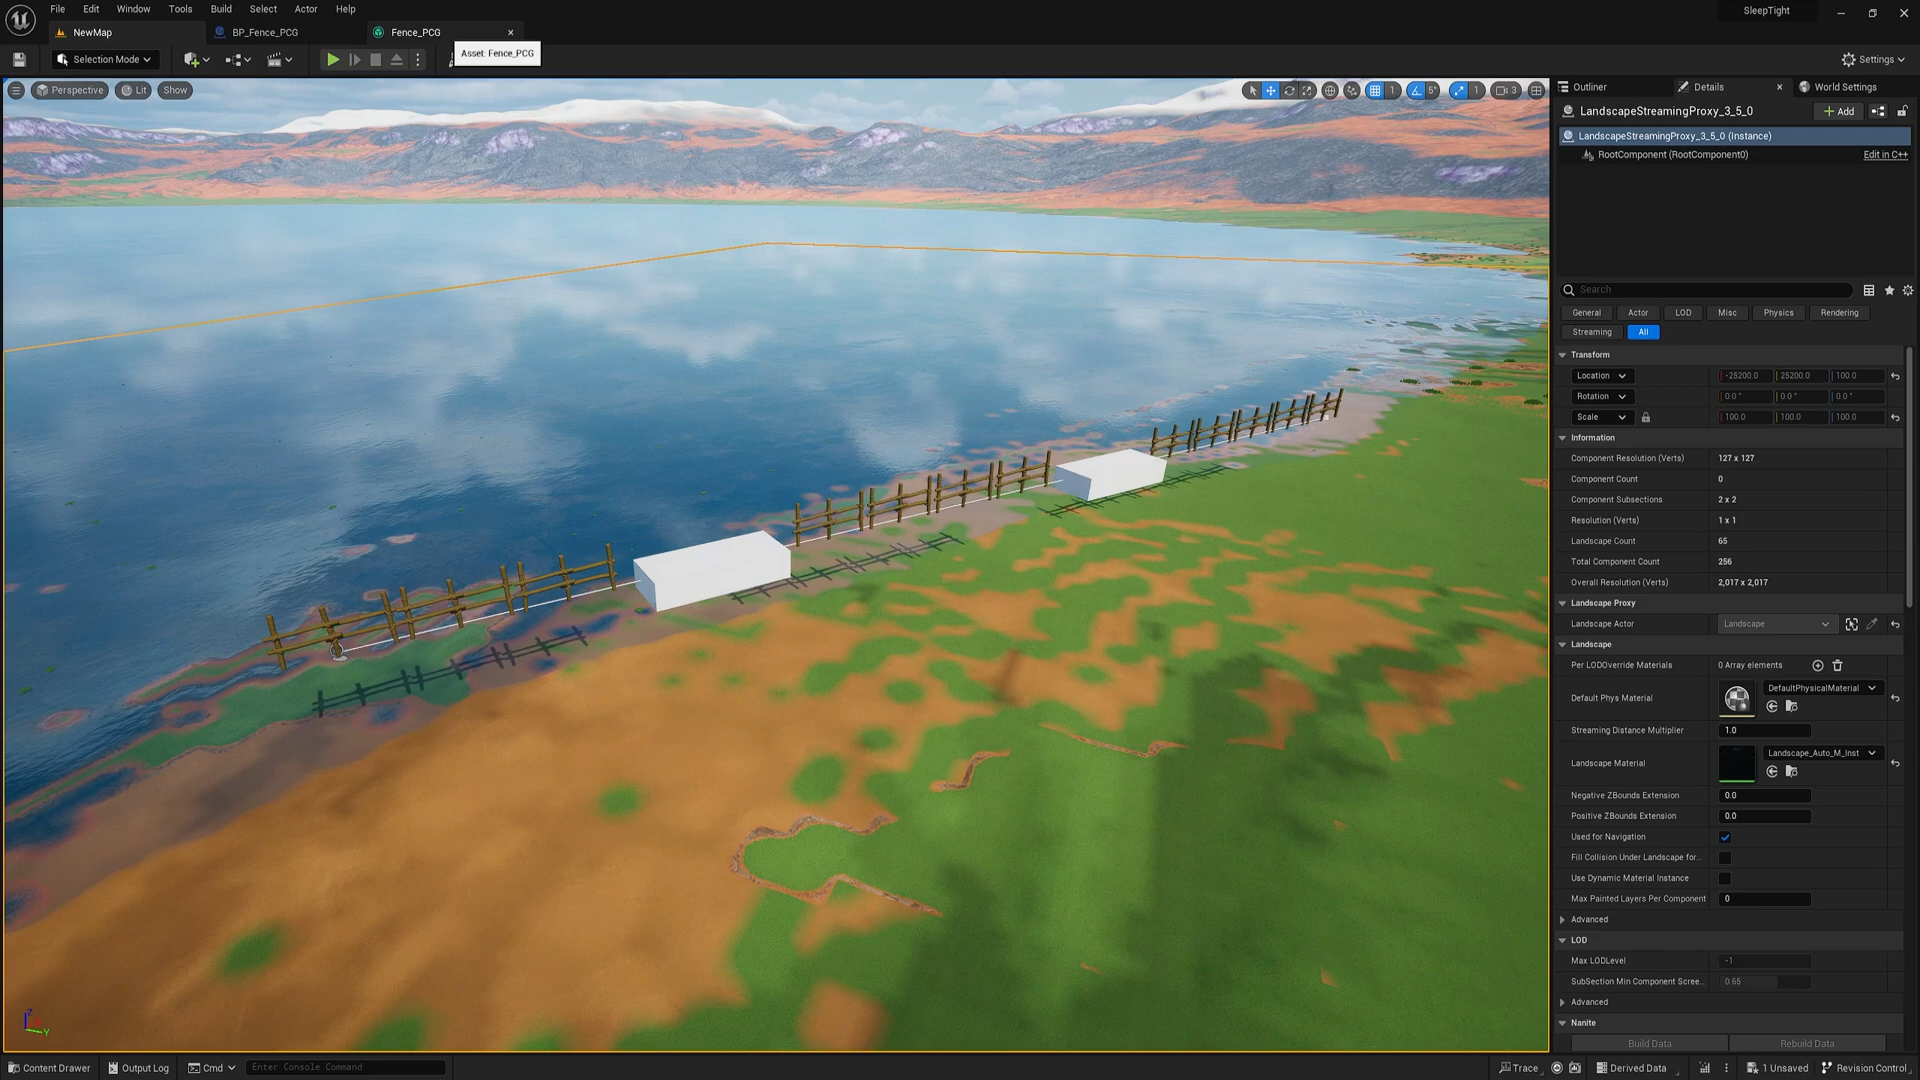 File Edit Window Tools Build Select Actor Help
SleepTight
NewMap
BP_Fence_PCG
Fence_PCG
Asset: Fence_PCG
Selection Mode
Settings
Perspective
Lit
Show
1
5°
1
3
Outliner
Details
World Settings
LandscapeStreamingProxy_3_5_0
+ Add
LandscapeStreamingProxy_3_5_0 (Instance)
RootComponent (RootComponent0)
Edit in C++
Search
General
Actor
LOD
Misc
Physics
Rendering
Streaming
All
Transform
Location -25200.0 25200.0 100.0
Rotation 0.0 ° 0.0 ° 0.0 °
Scale 100.0 100.0 100.0
Information
Component Resolution (Verts) 127 x 127
Component Count 0
Component Subsections 2 x 2
Resolution (Verts) 1 x 1
Landscape Count 65
Total Component Count 256
Overall Resolution (Verts) 2,017 x 2,017
Landscape Proxy
Landscape Actor Landscape
Landscape
Per LODOverride Materials 0 Array elements
Default Phys Material DefaultPhysicalMaterial
Streaming Distance Multiplier 1.0
Landscape Material Landscape_Auto_M_Inst
Negative ZBounds Extension 0.0
Positive ZBounds Extension 0.0
Used for Navigation
Fill Collision Under Landscape for...
Use Dynamic Material Instance
Max Painted Layers Per Component 0
Advanced
LOD
Max LODLevel -1
SubSection Min Component Scree... 0.65
Advanced
Nanite
Build Data
Rebuild Data
Z
Y
Content Drawer
Output Log
Cmd
Enter Console Command
Trace
Derived Data
1 Unsaved
Revision Control